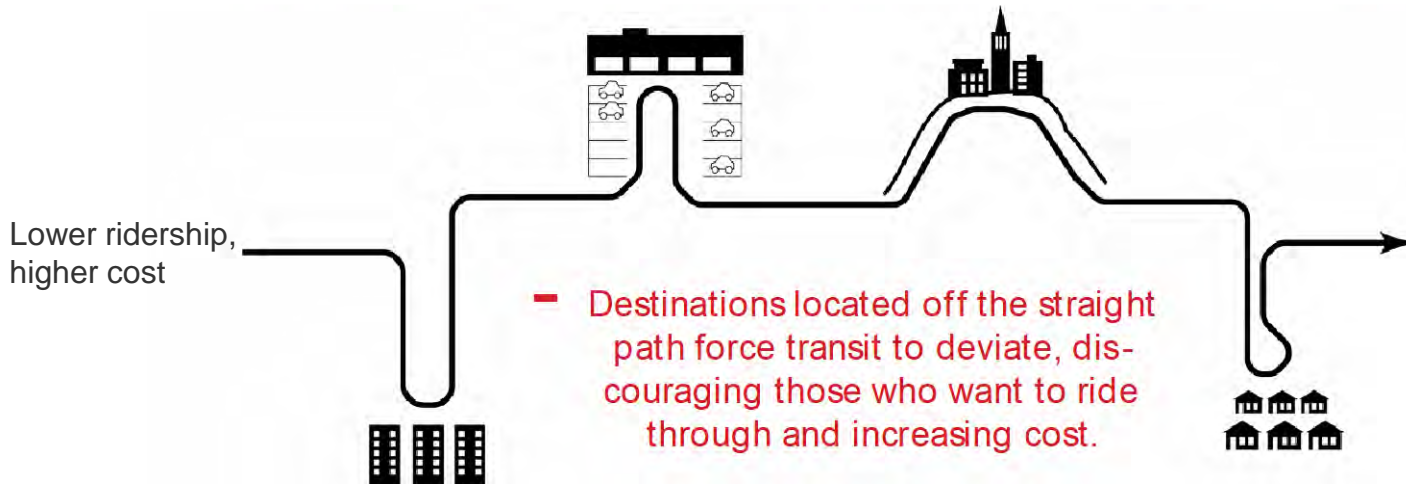 Lower ridership,
higher cost
- Destinations located off the straight
path force transit to deviate, dis-
couraging those who want to ride
through and increasing cost.